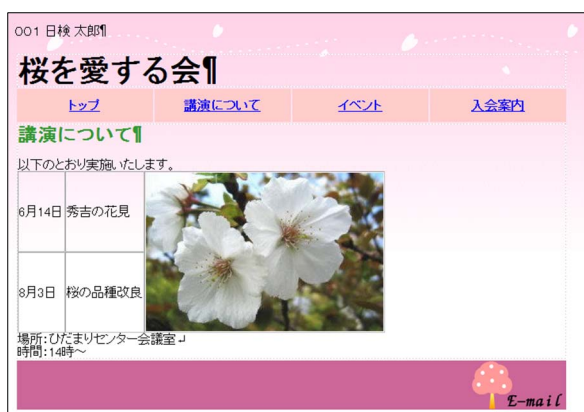 001 日検 太郎¶
桜を愛する会¶
トップ 講演について イベント 入会案内
講演について¶
以下のとおり実施いたします。
6月14日 秀吉の花見
8月3日 桜の品種改良
場所:ひだまりセンター会議室↵
時間:14時～
E-mail